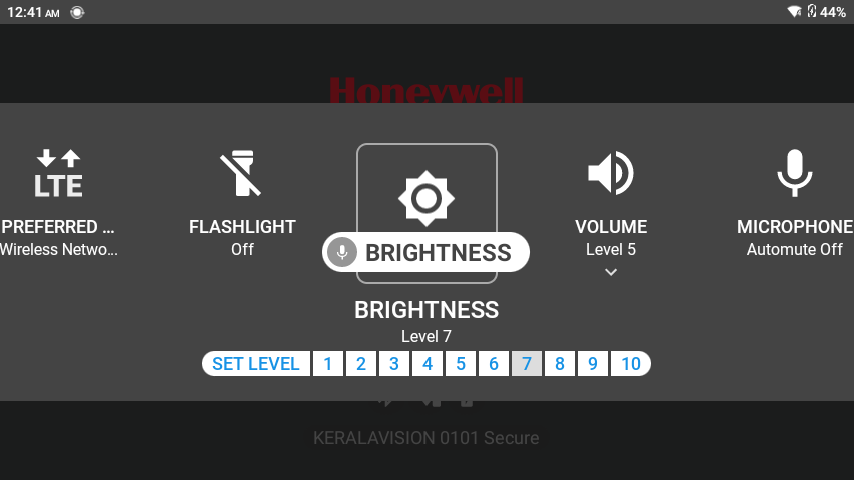 12:41 AM
44%
Honeywell
LTE
PREFERRED ...
Wireless Netwo...
FLASHLIGHT
Off
BRIGHTNESS
VOLUME
Level 5
MICROPHONE
Automute Off
BRIGHTNESS
Level 7
SET LEVEL 1 2 3 4 5 6 7 8 9 10
KERALAVISION 0101 Secure